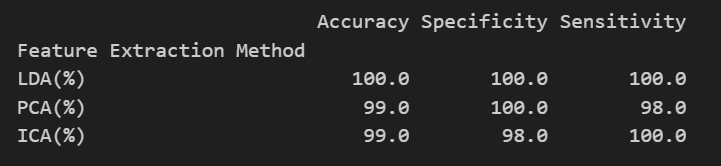 Accuracy Specificity Sensitivity
Feature Extraction Method
LDA(%) 100.0 100.0 100.0
PCA(%) 99.0 100.0 98.0
ICA(%) 99.0 98.0 100.0